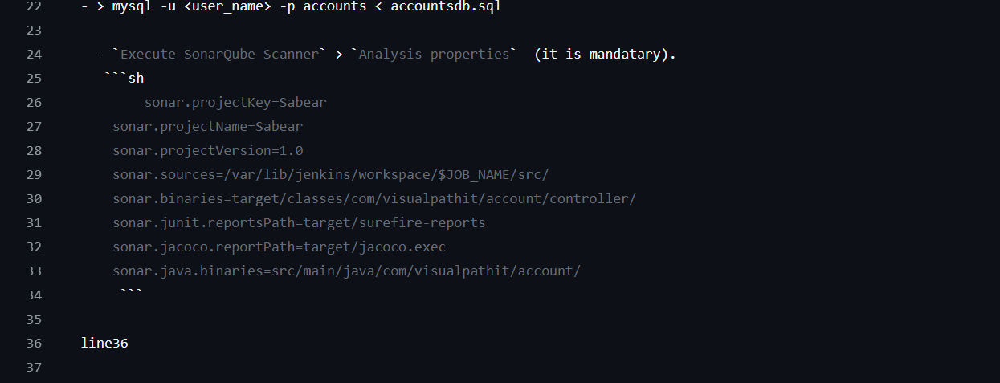 22 - > mysql -u <user_name> -p accounts < accountsdb.sql
23
24 - `Execute SonarQube Scanner` > `Analysis properties`  (it is mandatary).
25 ```sh
26 sonar.projectKey=Sabear
27 sonar.projectName=Sabear
28 sonar.projectVersion=1.0
29 sonar.sources=/var/lib/jenkins/workspace/$JOB_NAME/src/
30 sonar.binaries=target/classes/com/visualpathit/account/controller/
31 sonar.junit.reportsPath=target/surefire-reports
32 sonar.jacoco.reportPath=target/jacoco.exec
33 sonar.java.binaries=src/main/java/com/visualpathit/account/
34 ```
35
36 line36
37